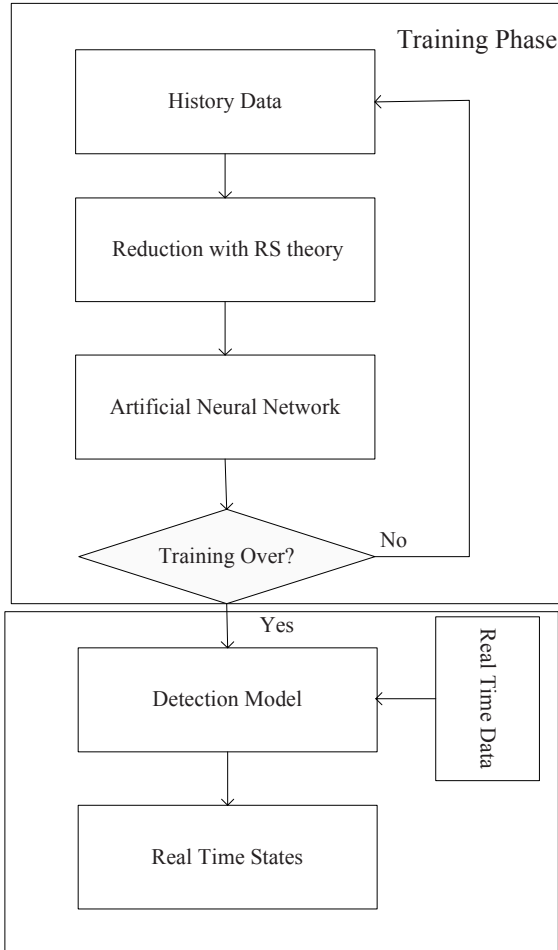 Training Phase
History Data
Reduction with RS theory
Artificial Neural Network
Training Over?
No
Yes
Real Time Data
Detection Model
Real Time States